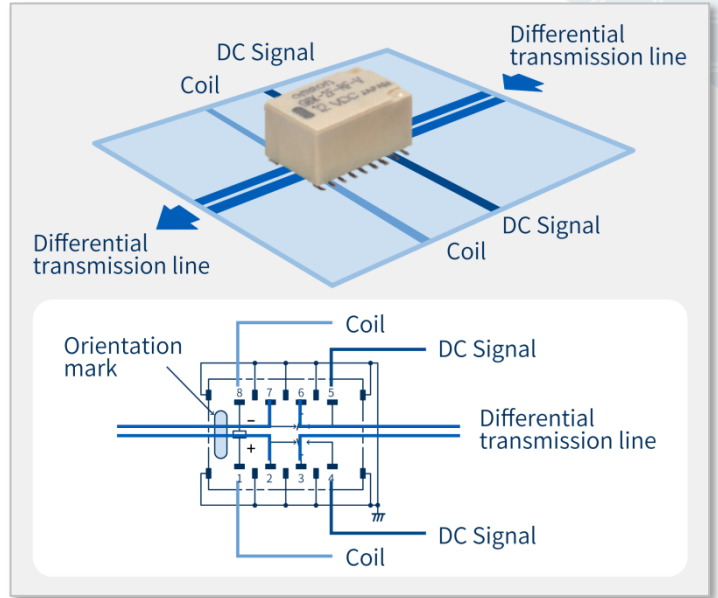 DC Signal
Differential
transmission line
Coil
omron
G6K-2F-RF-V
12 VDC JAPAN
Differential
transmission line
DC Signal
Coil
Coil
Orientation
mark
DC Signal
8 7 6 5
−
Differential
transmission line
+
1 2 3 4
DC Signal
Coil